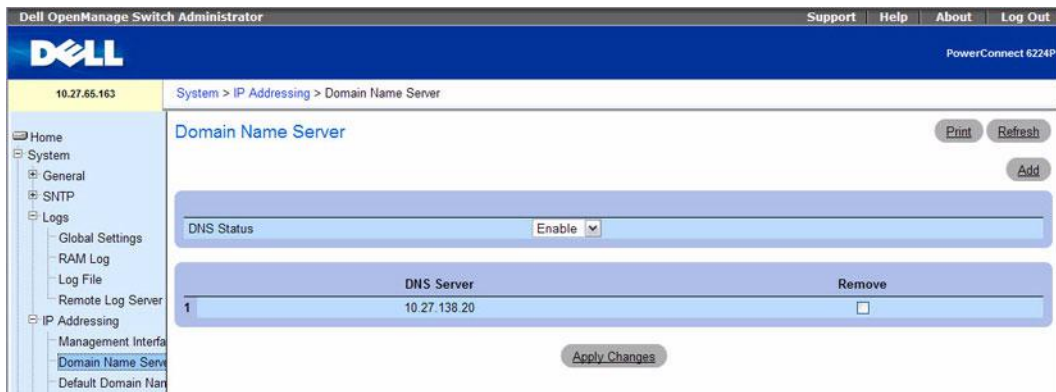 Dell OpenManage Switch Administrator
Support Help About Log Out
DELL
PowerConnect 6224P
10.27.65.163
System > IP Addressing > Domain Name Server
Home
System
General
SNTP
Logs
Global Settings
RAM Log
Log File
Remote Log Server
IP Addressing
Management Interfa
Domain Name Serve
Default Domain Nan
Domain Name Server
Print Refresh
Add
DNS Status Enable
DNS Server Remove
1 10.27.138.20
Apply Changes